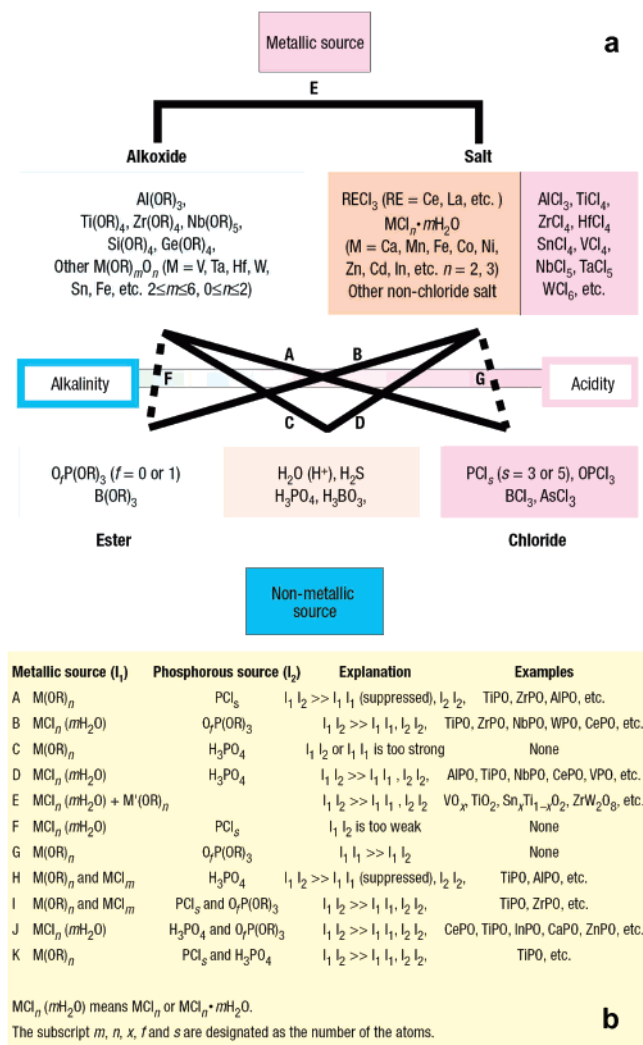 Metallic source
a
E
Alkoxide
Salt
Al(OR)₃,
Ti(OR)₄, Zr(OR)₄, Nb(OR)₅,
Si(OR)₄, Ge(OR)₄,
Other M(OR)ₘOₙ (M = V, Ta, Hf, W,
Sn, Fe, etc. 2≤m≤6, 0≤n≤2)
RECl₃ (RE = Ce, La, etc. )
MClₙ•mH₂O
(M = Ca, Mn, Fe, Co, Ni,
Zn, Cd, In, etc. n = 2, 3)
Other non-chloride salt
AlCl₃, TiCl₄,
ZrCl₄, HfCl₄
SnCl₄, VCl₄,
NbCl₅, TaCl₅
WCl₆, etc.
A
B
Alkalinity
F
G
Acidity
C
D
O_fP(OR)₃ (f = 0 or 1)
B(OR)₃
H₂O (H⁺), H₂S
H₃PO₄, H₃BO₃,
PClₛ (s = 3 or 5), OPCl₃
BCl₃, AsCl₃
Ester
Chloride
Non-metallic
source
Metallic source (I₁) Phosphorous source (I₂) Explanation Examples
A M(OR)ₙ PClₛ I₁ I₂ >> I₁ I₁ (suppressed), I₂ I₂, TiPO, ZrPO, AlPO, etc.
B MClₙ (mH₂O) O_fP(OR)₃ I₁ I₂ >> I₁ I₁, I₂ I₂, TiPO, ZrPO, NbPO, WPO, CePO, etc.
C M(OR)ₙ H₃PO₄ I₁ I₂ or I₁ I₁ is too strong None
D MClₙ (mH₂O) H₃PO₄ I₁ I₂ >> I₁ I₁ , I₂ I₂, AlPO, TiPO, NbPO, CePO, VPO, etc.
E MClₙ (mH₂O) + M'(OR)ₙ I₁ I₂ >> I₁ I₁ , I₂ I₂ VOₓ, TiO₂, SnₓTi₁₋ₓO₂, ZrW₂O₈, etc.
F MClₙ (mH₂O) PClₛ I₁ I₂ is too weak None
G M(OR)ₙ O_fP(OR)₃ I₁ I₁ >> I₁ I₂ None
H M(OR)ₙ and MClₘ H₃PO₄ I₁ I₂ >> I₁ I₁ (suppressed), I₂ I₂, TiPO, AlPO, etc.
I M(OR)ₙ and MClₘ PClₛ and O_fP(OR)₃ I₁ I₂ >> I₁ I₁, I₂ I₂, TiPO, ZrPO, etc.
J MClₙ (mH₂O) H₃PO₄ and O_fP(OR)₃ I₁ I₂ >> I₁ I₁, I₂ I₂, CePO, TiPO, InPO, CaPO, ZnPO, etc.
K M(OR)ₙ PClₛ and H₃PO₄ I₁ I₂ >> I₁ I₁, I₂ I₂, TiPO, etc.
MClₙ (mH₂O) means MClₙ or MClₙ•mH₂O.
The subscript m, n, x, f and s are designated as the number of the atoms.
b